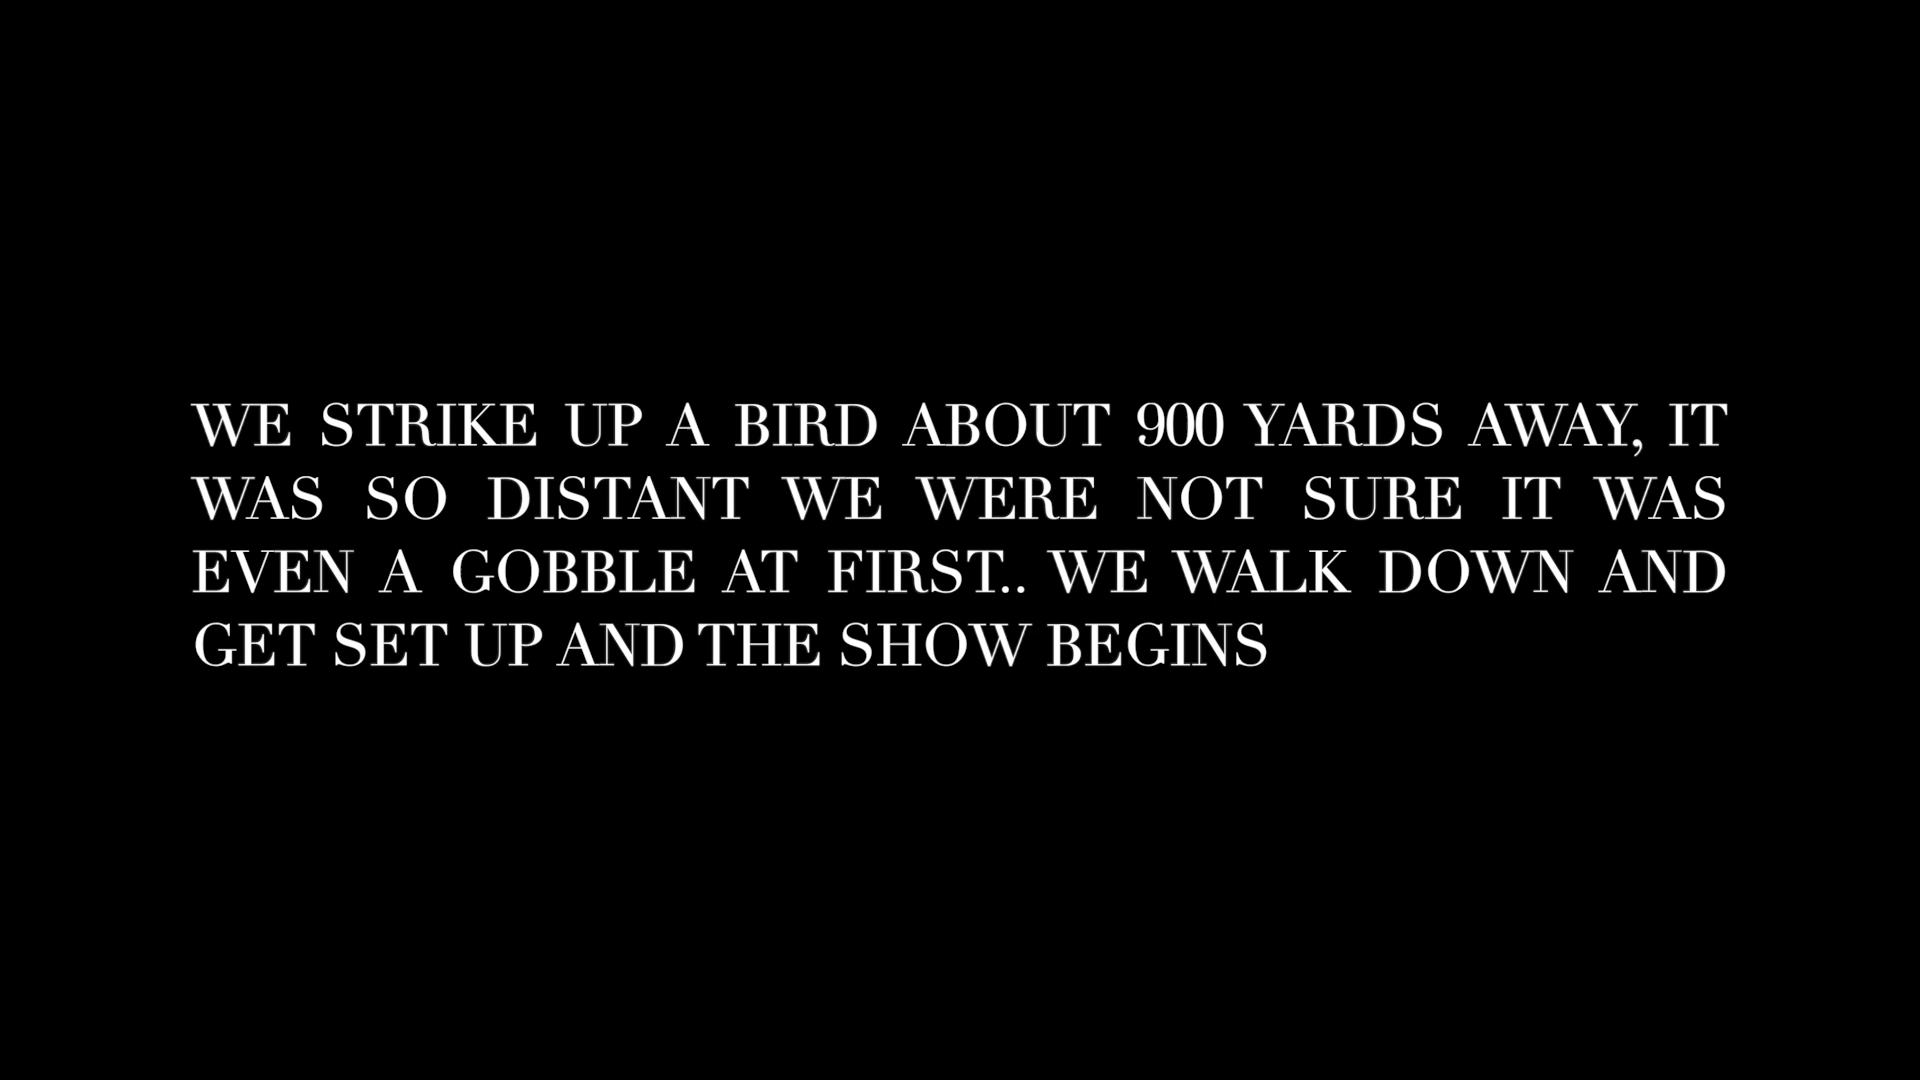 WE STRIKE UP A BIRD ABOUT 900 YARDS AWAY, IT
WAS SO DISTANT WE WERE NOT SURE IT WAS
EVEN A GOBBLE AT FIRST.. WE WALK DOWN AND
GET SET UP AND THE SHOW BEGINS